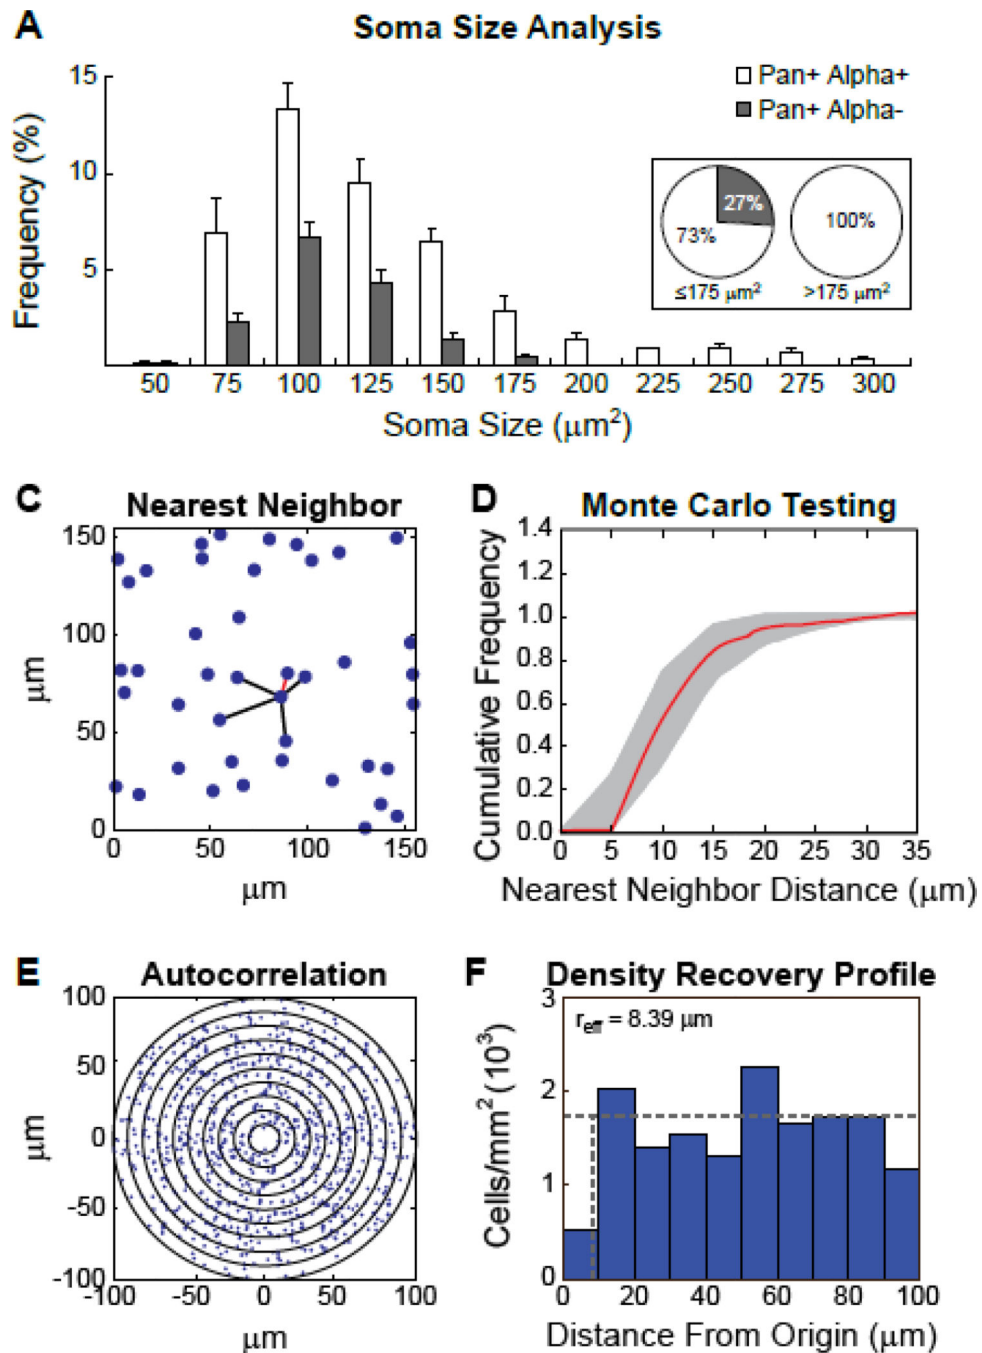 A
Soma Size Analysis
Pan+ Alpha+
Pan+ Alpha-
Frequency (%)
15
10
5
27%
73%
100%
≤175 µm²
>175 µm²
50 75 100 125 150 175 200 225 250 275 300
Soma Size (µm²)
C
Nearest Neighbor
µm
150
100
50
0
0 50 100 150
µm
D
Monte Carlo Testing
Cumulative Frequency
1.4
1.2
1.0
0.8
0.6
0.4
0.2
0.0
0 5 10 15 20 25 30 35
Nearest Neighbor Distance (µm)
E
Autocorrelation
µm
100
50
0
-50
-100
-100 -50 0 50 100
µm
F
Density Recovery Profile
Cells/mm² (10³)
r_eff = 8.39 µm
3
2
1
0
0 20 40 60 80 100
Distance From Origin (µm)